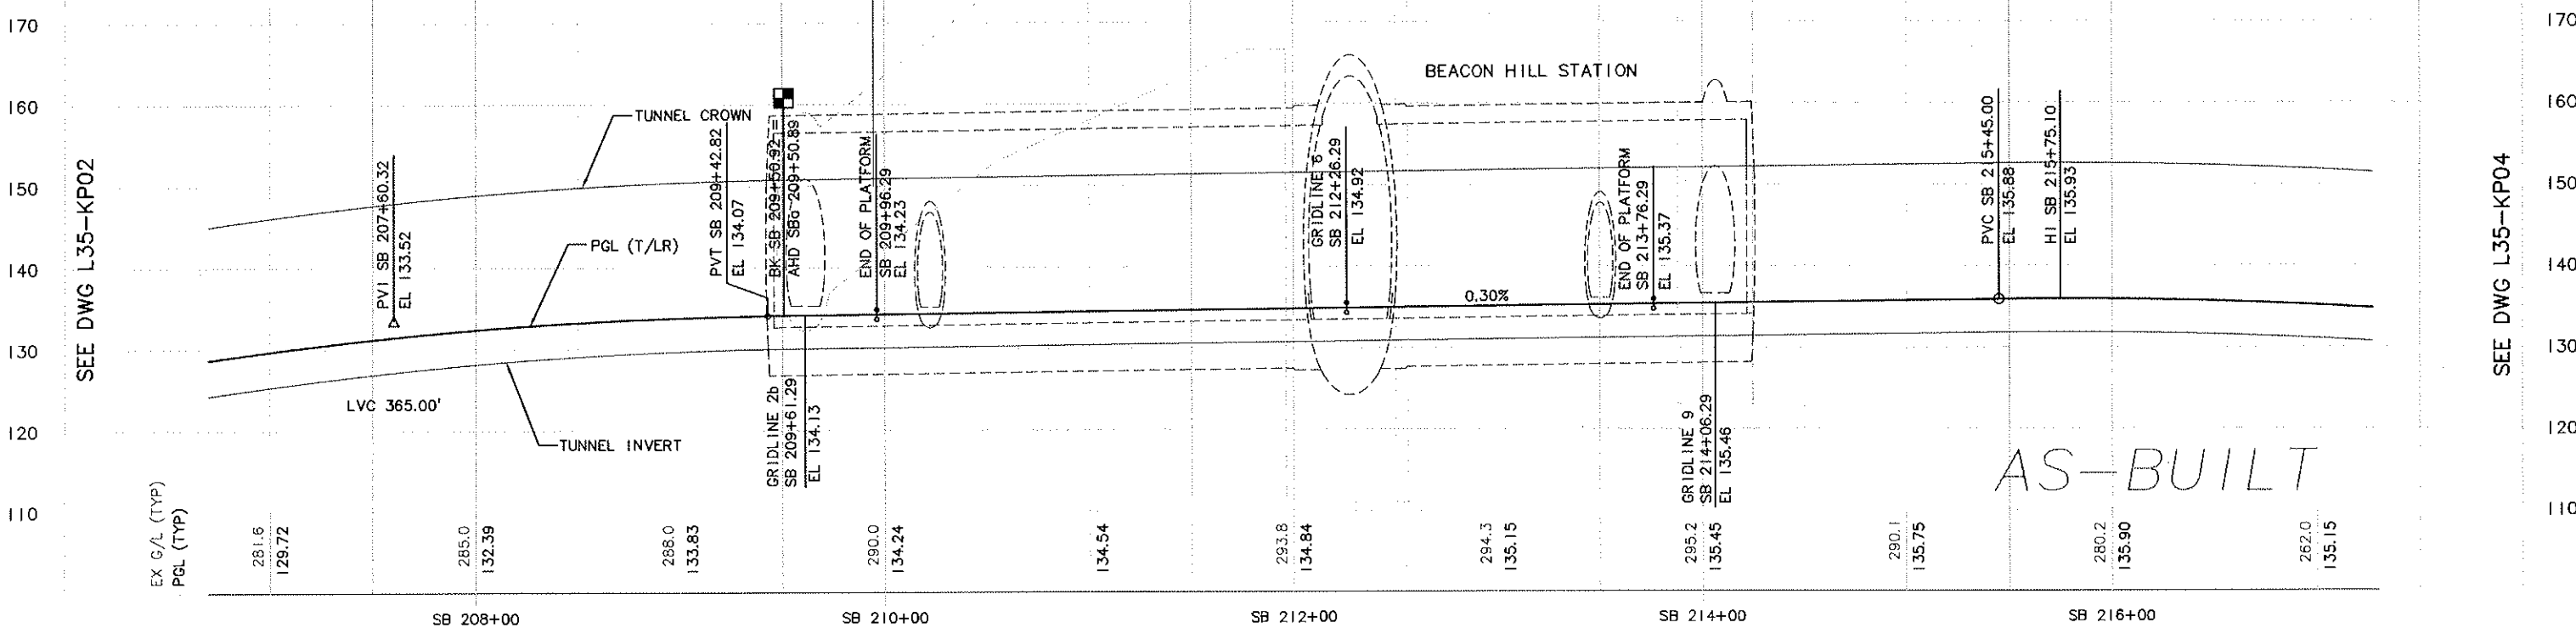 170
160
150
140
130
120
110
SEE DWG L35-KP02
TUNNEL CROWN
PGL (T/LR)
TUNNEL INVERT
LVC 365.00'
PVI SB 207+60.32
EL 133.52
PVT SB 209+42.82
EL 134.07
BK SB 209+50.92 =
AHD SBo 209+50.89
END OF PLATFORM
SB 209+96.29
EL 134.23
GRIDLINE 2b
SB 209+61.29
EL 134.13
BEACON HILL STATION
GRIDLINE 6
SB 212+26.29
EL 134.92
0.30%
END OF PLATFORM
SB 213+76.29
EL 135.37
GRIDLINE 9
SB 214+06.29
EL 135.46
PVC SB 215+45.00
EL 135.88
HI SB 215+75.10
EL 135.93
170
160
150
140
130
120
110
SEE DWG L35-KP04
AS-BUILT
EX G/L (TYP)
PGL (TYP)
281.6
129.72
285.0
132.39
288.0
133.83
290.0
134.24
134.54
293.8
134.84
294.3
135.15
295.2
135.45
290.1
135.75
280.2
135.90
262.0
135.15
SB 208+00
SB 210+00
SB 212+00
SB 214+00
SB 216+00